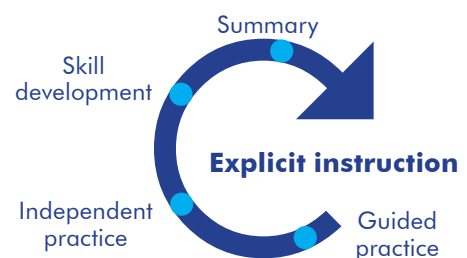 Summary
Skill
development
Explicit instruction
Independent
practice
Guided
practice